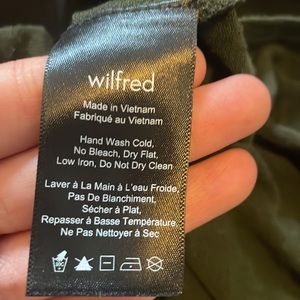 wilfred
Made in Vietnam
Fabriqué au Vietnam
Hand Wash Cold,
No Bleach, Dry Flat,
Low Iron, Do Not Dry Clean
Laver à La Main à L'eau Froide,
Pas De Blanchiment,
Sécher à Plat,
Repasser à Basse Température,
Ne Pas Nettoyer à Sec